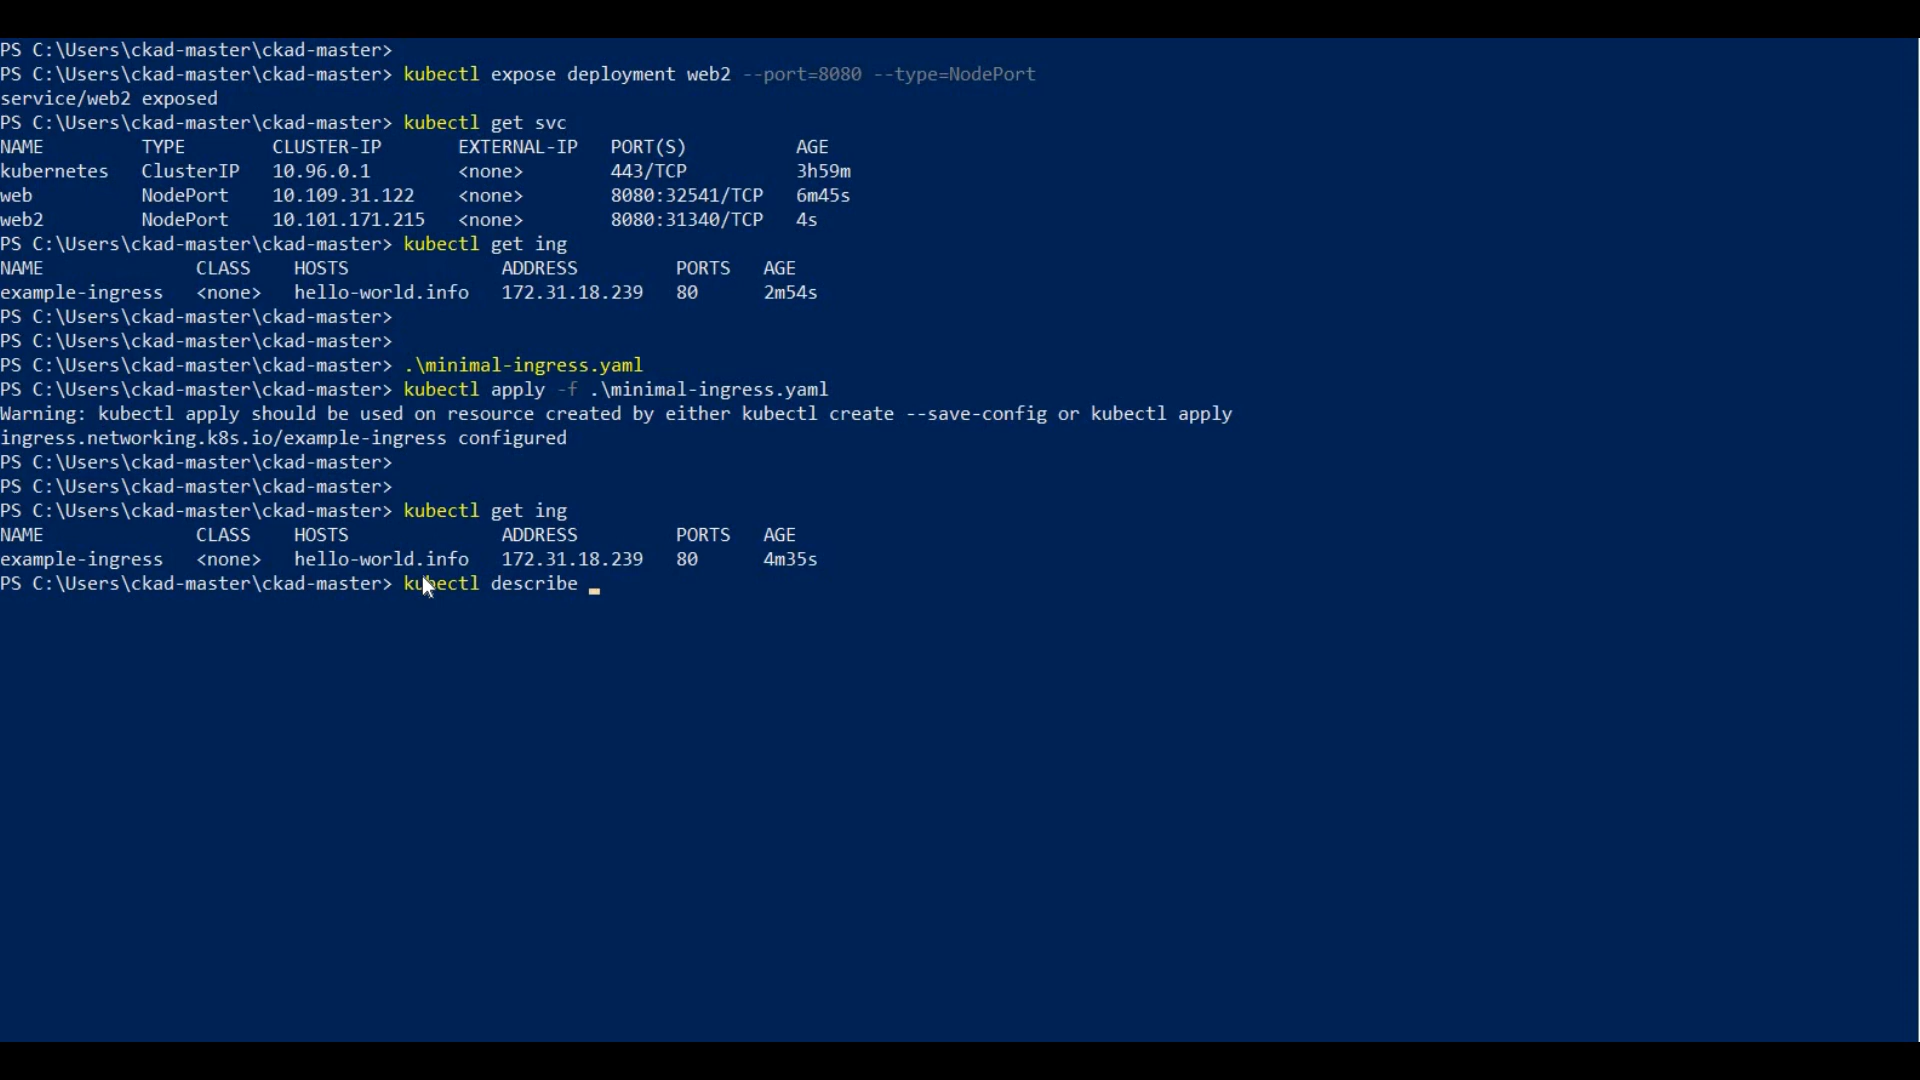 PS C:\Users\ckad-master\ckad-master>
PS C:\Users\ckad-master\ckad-master> kubectl expose deployment web2 --port=8080 --type=NodePort
service/web2 exposed
PS C:\Users\ckad-master\ckad-master> kubectl get svc
NAME TYPE CLUSTER-IP EXTERNAL-IP PORT(S) AGE
kubernetes ClusterIP 10.96.0.1 <none> 443/TCP 3h59m
web NodePort 10.109.31.122 <none> 8080:32541/TCP 6m45s
web2 NodePort 10.101.171.215 <none> 8080:31340/TCP 4s
PS C:\Users\ckad-master\ckad-master> kubectl get ing
NAME CLASS HOSTS ADDRESS PORTS AGE
example-ingress <none> hello-world.info 172.31.18.239 80 2m54s
PS C:\Users\ckad-master\ckad-master>
PS C:\Users\ckad-master\ckad-master>
PS C:\Users\ckad-master\ckad-master> .\minimal-ingress.yaml
PS C:\Users\ckad-master\ckad-master> kubectl apply -f .\minimal-ingress.yaml
Warning: kubectl apply should be used on resource created by either kubectl create --save-config or kubectl apply
ingress.networking.k8s.io/example-ingress configured
PS C:\Users\ckad-master\ckad-master>
PS C:\Users\ckad-master\ckad-master>
PS C:\Users\ckad-master\ckad-master> kubectl get ing
NAME CLASS HOSTS ADDRESS PORTS AGE
example-ingress <none> hello-world.info 172.31.18.239 80 4m35s
PS C:\Users\ckad-master\ckad-master> kubectl describe